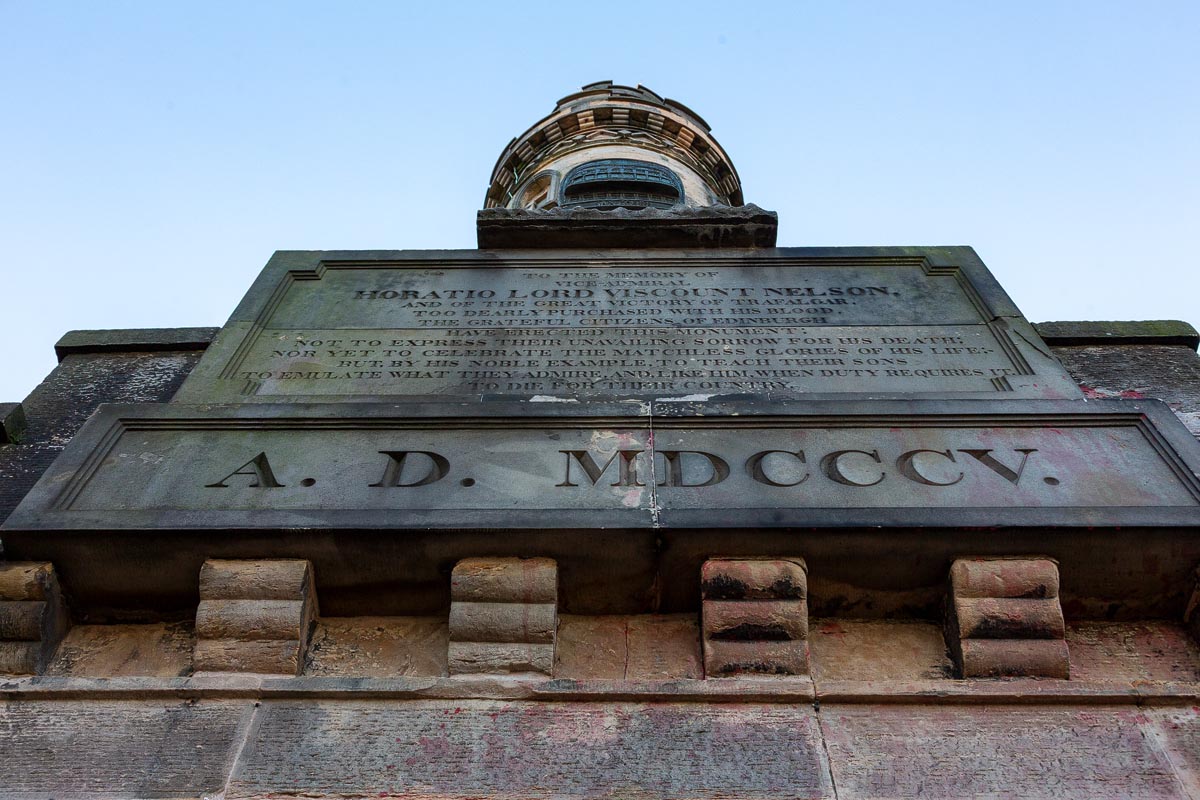 TO THE MEMORY OF
VICE-ADMIRAL
HORATIO LORD VISCOUNT NELSON,
AND OF THE GREAT VICTORY OF TRAFALGAR,
TOO DEARLY PURCHASED WITH HIS BLOOD,
THE GRATEFUL CITIZENS OF EDINBURGH
HAVE ERECTED THIS MONUMENT:
NOT TO EXPRESS THEIR UNAVAILING SORROW FOR HIS DEATH;
NOR YET TO CELEBRATE THE MATCHLESS GLORIES OF HIS LIFE;
BUT, BY HIS NOBLE EXAMPLE, TO TEACH THEIR SONS
TO EMULATE WHAT THEY ADMIRE, AND, LIKE HIM, WHEN DUTY REQUIRES IT,
TO DIE FOR THEIR COUNTRY.
A. D. MDCCCV.